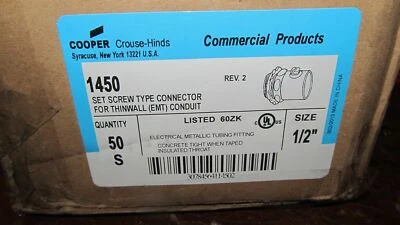 COOPER Crouse-Hinds
Syracuse, New York 13221 U.S.A.
Commercial Products
1450
REV. 2
SET SCREW TYPE CONNECTOR
FOR THINWALL (EMT) CONDUIT
MADE IN CHINA
QUANTITY
50
S
LISTED 60ZK
ELECTRICAL METALLIC TUBING FITTING
CONCRETE TIGHT WHEN TAPED
INSULATED THROAT
C UL US
SIZE
1/2"